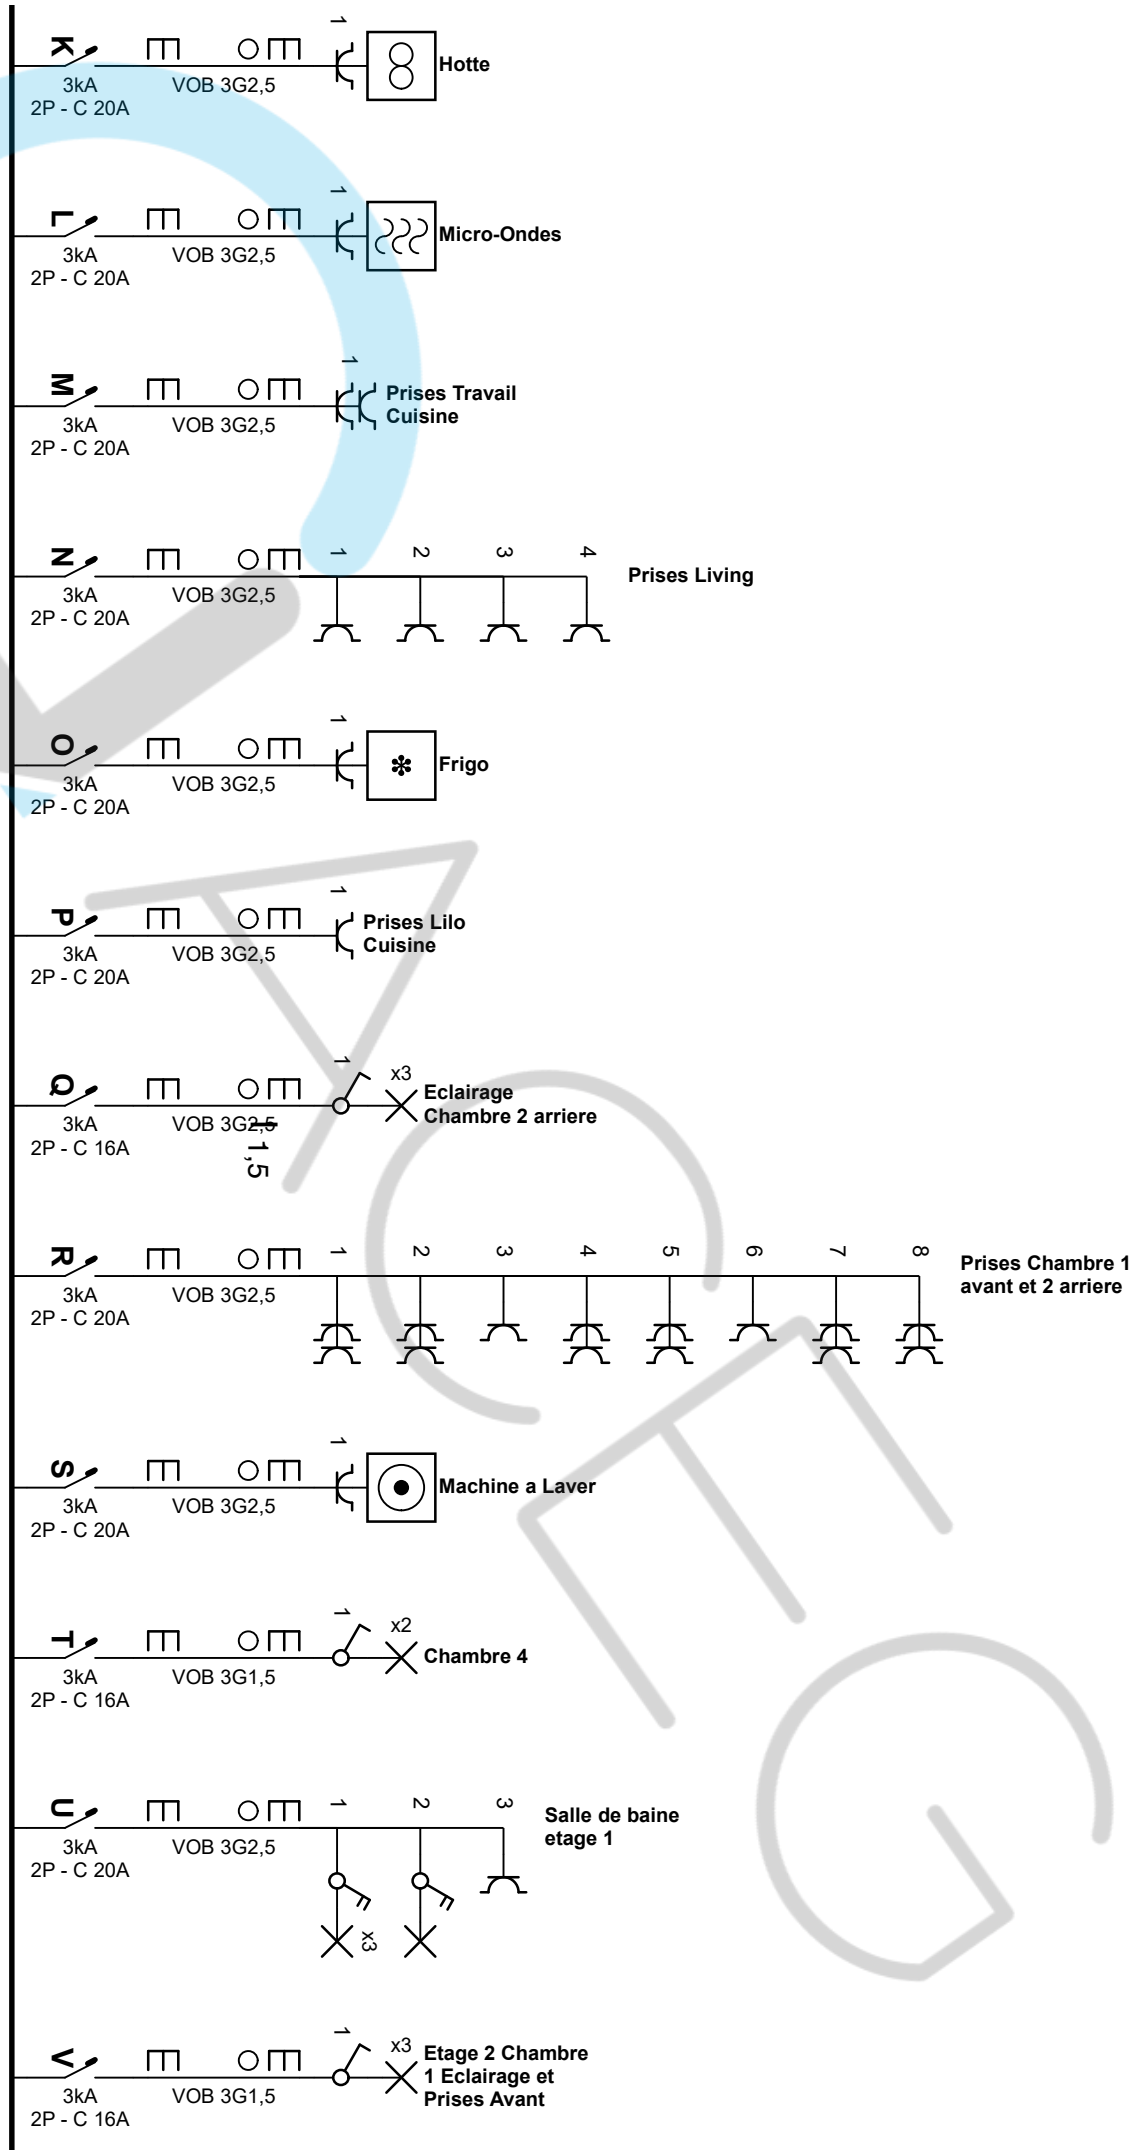 K
1
Hotte
3kA
VOB 3G2,5
2P - C 20A
L
1
Micro-Ondes
3kA
VOB 3G2,5
2P - C 20A
M
1
Prises Travail
Cuisine
3kA
VOB 3G2,5
2P - C 20A
N
1 2 3 4
Prises Living
3kA
VOB 3G2,5
2P - C 20A
O
1
Frigo
3kA
VOB 3G2,5
2P - C 20A
P
1
Prises Lilo
Cuisine
3kA
VOB 3G2,5
2P - C 20A
Q
1
x3
Eclairage
Chambre 2 arriere
3kA
VOB 3G2,5
2P - C 16A
1,5
R
1 2 3 4 5 6 7 8
Prises Chambre 1
avant et 2 arriere
3kA
VOB 3G2,5
2P - C 20A
S
1
Machine a Laver
3kA
VOB 3G2,5
2P - C 20A
T
1
x2
Chambre 4
3kA
VOB 3G1,5
2P - C 16A
U
1 2 3
Salle de baine
etage 1
3kA
VOB 3G2,5
2P - C 20A
x3
V
1
x3
Etage 2 Chambre
1 Eclairage et
Prises Avant
3kA
VOB 3G1,5
2P - C 16A
ACEG